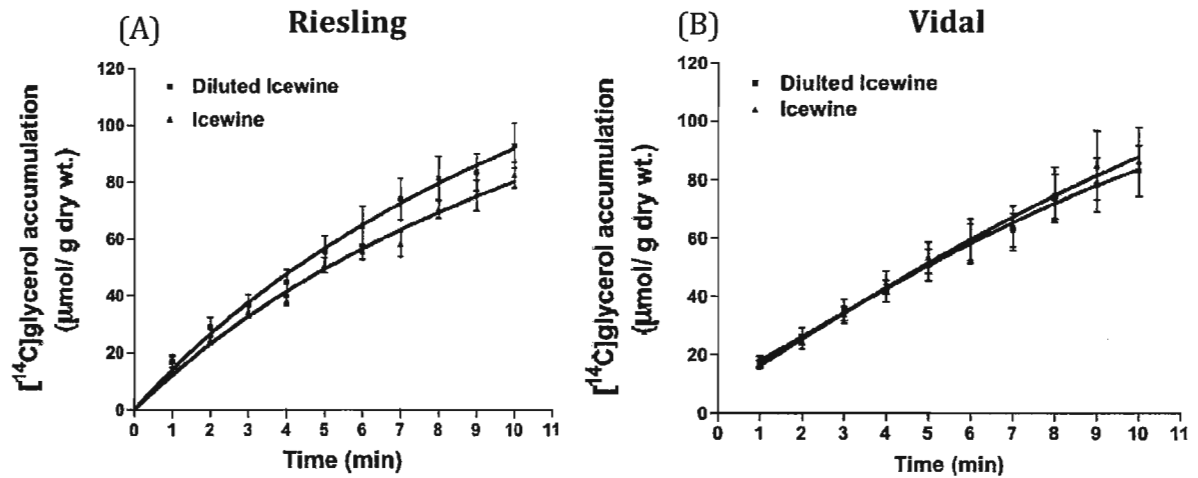 (A) Riesling
Diluted Icewine
Icewine
[¹⁴C]glycerol accumulation
(µmol/ g dry wt.)
120
100
80
60
40
20
0
0 1 2 3 4 5 6 7 8 9 10 11
Time (min)
(B) Vidal
Diulted Icewine
Icewine
[¹⁴C]glycerol accumulation
(µmol/ g dry wt.)
120
100
80
60
40
20
0
0 1 2 3 4 5 6 7 8 9 10 11
Time (min)